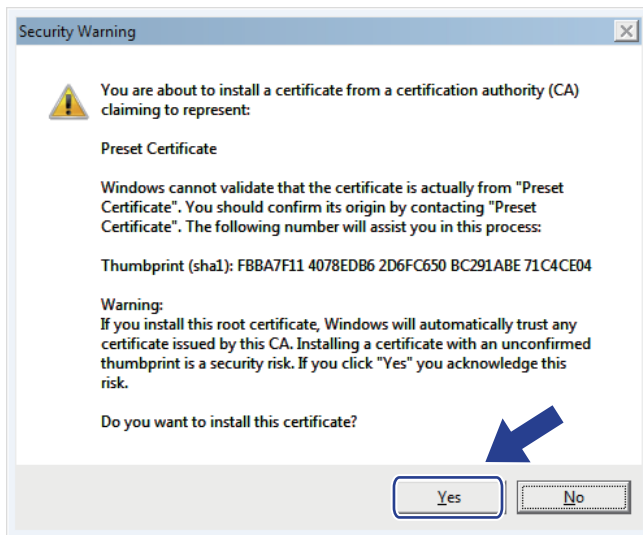 Security Warning
You are about to install a certificate from a certification authority (CA)
claiming to represent:
Preset Certificate
Windows cannot validate that the certificate is actually from "Preset
Certificate". You should confirm its origin by contacting "Preset
Certificate". The following number will assist you in this process:
Thumbprint (sha1): FBBA7F11 4078EDB6 2D6FC650 BC291ABE 71C4CE04
Warning:
If you install this root certificate, Windows will automatically trust any
certificate issued by this CA. Installing a certificate with an unconfirmed
thumbprint is a security risk. If you click "Yes" you acknowledge this
risk.
Do you want to install this certificate?
Yes No